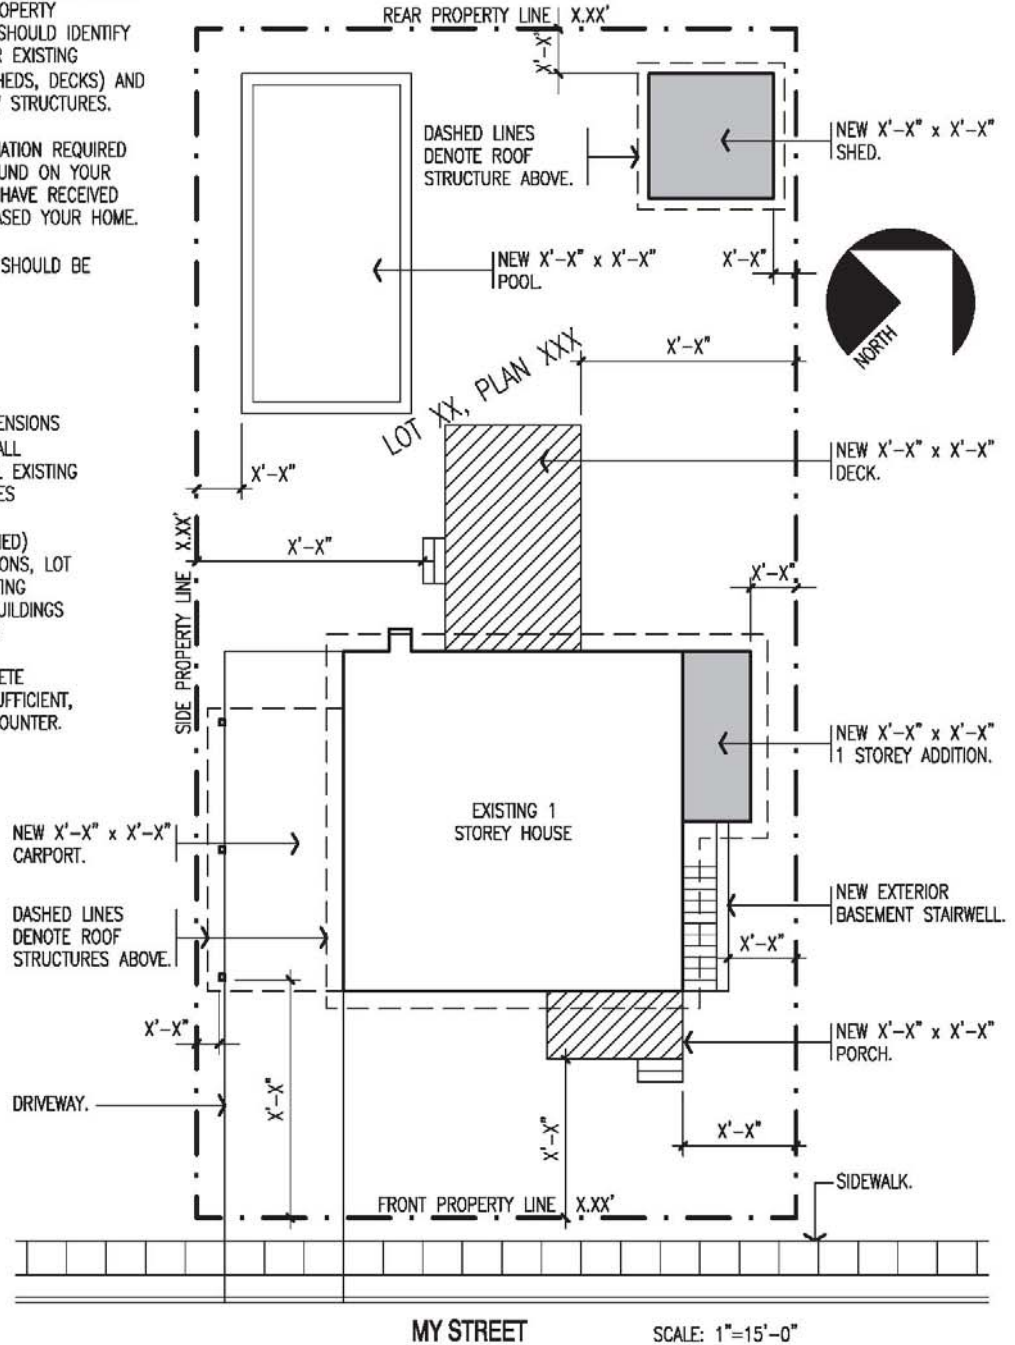 OPERTY
SHOULD IDENTIFY
R EXISTING
HEDS, DECKS) AND
STRUCTURES.
ATION REQUIRED
UND ON YOUR
HAVE RECEIVED
ASED YOUR HOME.
SHOULD BE
ENSIONS
ALL
EXISTING
ES
ED)
ONS, LOT
TING
UILDINGS
ETE
UFFICIENT,
OUNTER.
REAR PROPERTY LINE X.XX'
X'-X"
DASHED LINES
DENOTE ROOF
STRUCTURE ABOVE.
NEW X'-X" x X'-X"
SHED.
X'-X"
NORTH
NEW X'-X" x X'-X"
POOL.
X'-X"
LOT XX, PLAN XXX
X'-X"
NEW X'-X" x X'-X"
DECK.
X'-X"
X'-X"
SIDE PROPERTY LINE X.XX'
NEW X'-X" x X'-X"
1 STOREY ADDITION.
EXISTING 1
STOREY HOUSE
NEW X'-X" x X'-X"
CARPORT.
DASHED LINES
DENOTE ROOF
STRUCTURES ABOVE.
NEW EXTERIOR
BASEMENT STAIRWELL.
X'-X"
X'-X"
NEW X'-X" x X'-X"
PORCH.
DRIVEWAY.
X'-X"
X'-X"
X'-X"
SIDEWALK.
FRONT PROPERTY LINE X.XX'
MY STREET
SCALE: 1"=15'-0"